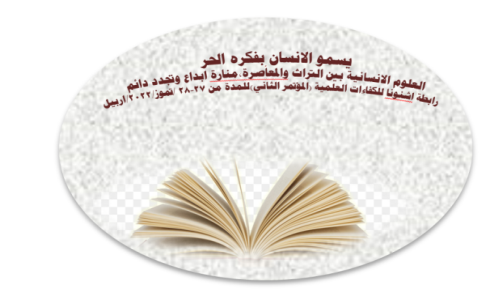 يسمو الانسان بفكره الحر
العلوم الانسانية بين التراث والمعاصرة منارة ابداع وتجدد دائم
رابطة اشنونا للكفاءات العلمية (المؤتمر الثاني) للمدة من ٢٧-٢٨ /تموز/٢٠٢٢ اربيل